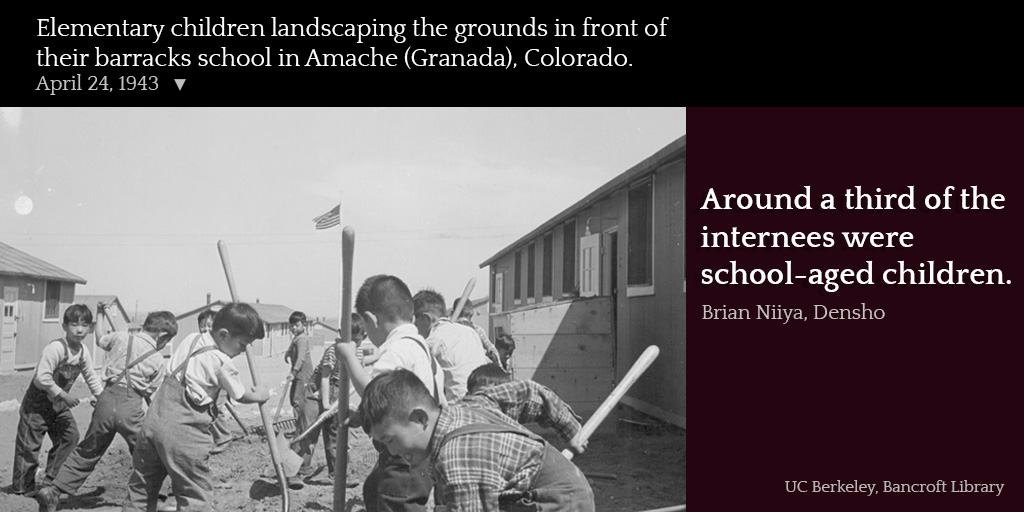 Elementary children landscaping the grounds in front of
their barracks school in Amache (Granada), Colorado.
April 24, 1943 ▼
Around a third of the
internees were
school-aged children.
Brian Niiya, Densho
UC Berkeley, Bancroft Library